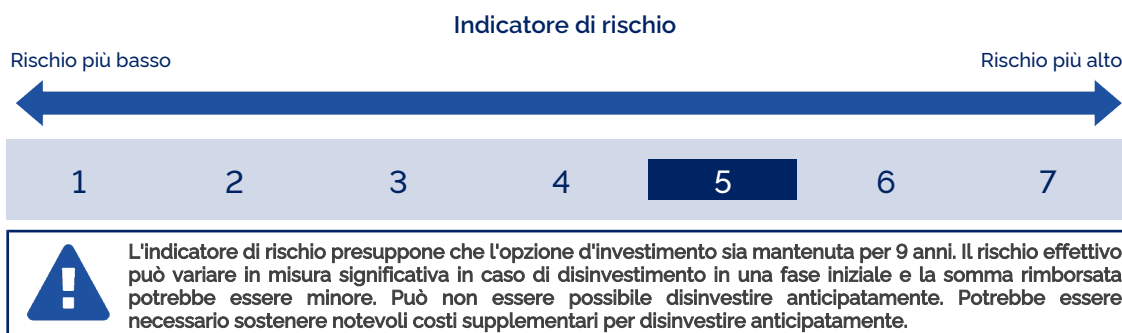 Indicatore di rischio
Rischio più basso
Rischio più alto
1 2 3 4 5 6 7
L'indicatore di rischio presuppone che l'opzione d'investimento sia mantenuta per 9 anni. Il rischio effettivo
può variare in misura significativa in caso di disinvestimento in una fase iniziale e la somma rimborsata
potrebbe essere minore. Può non essere possibile disinvestire anticipatamente. Potrebbe essere
necessario sostenere notevoli costi supplementari per disinvestire anticipatamente.